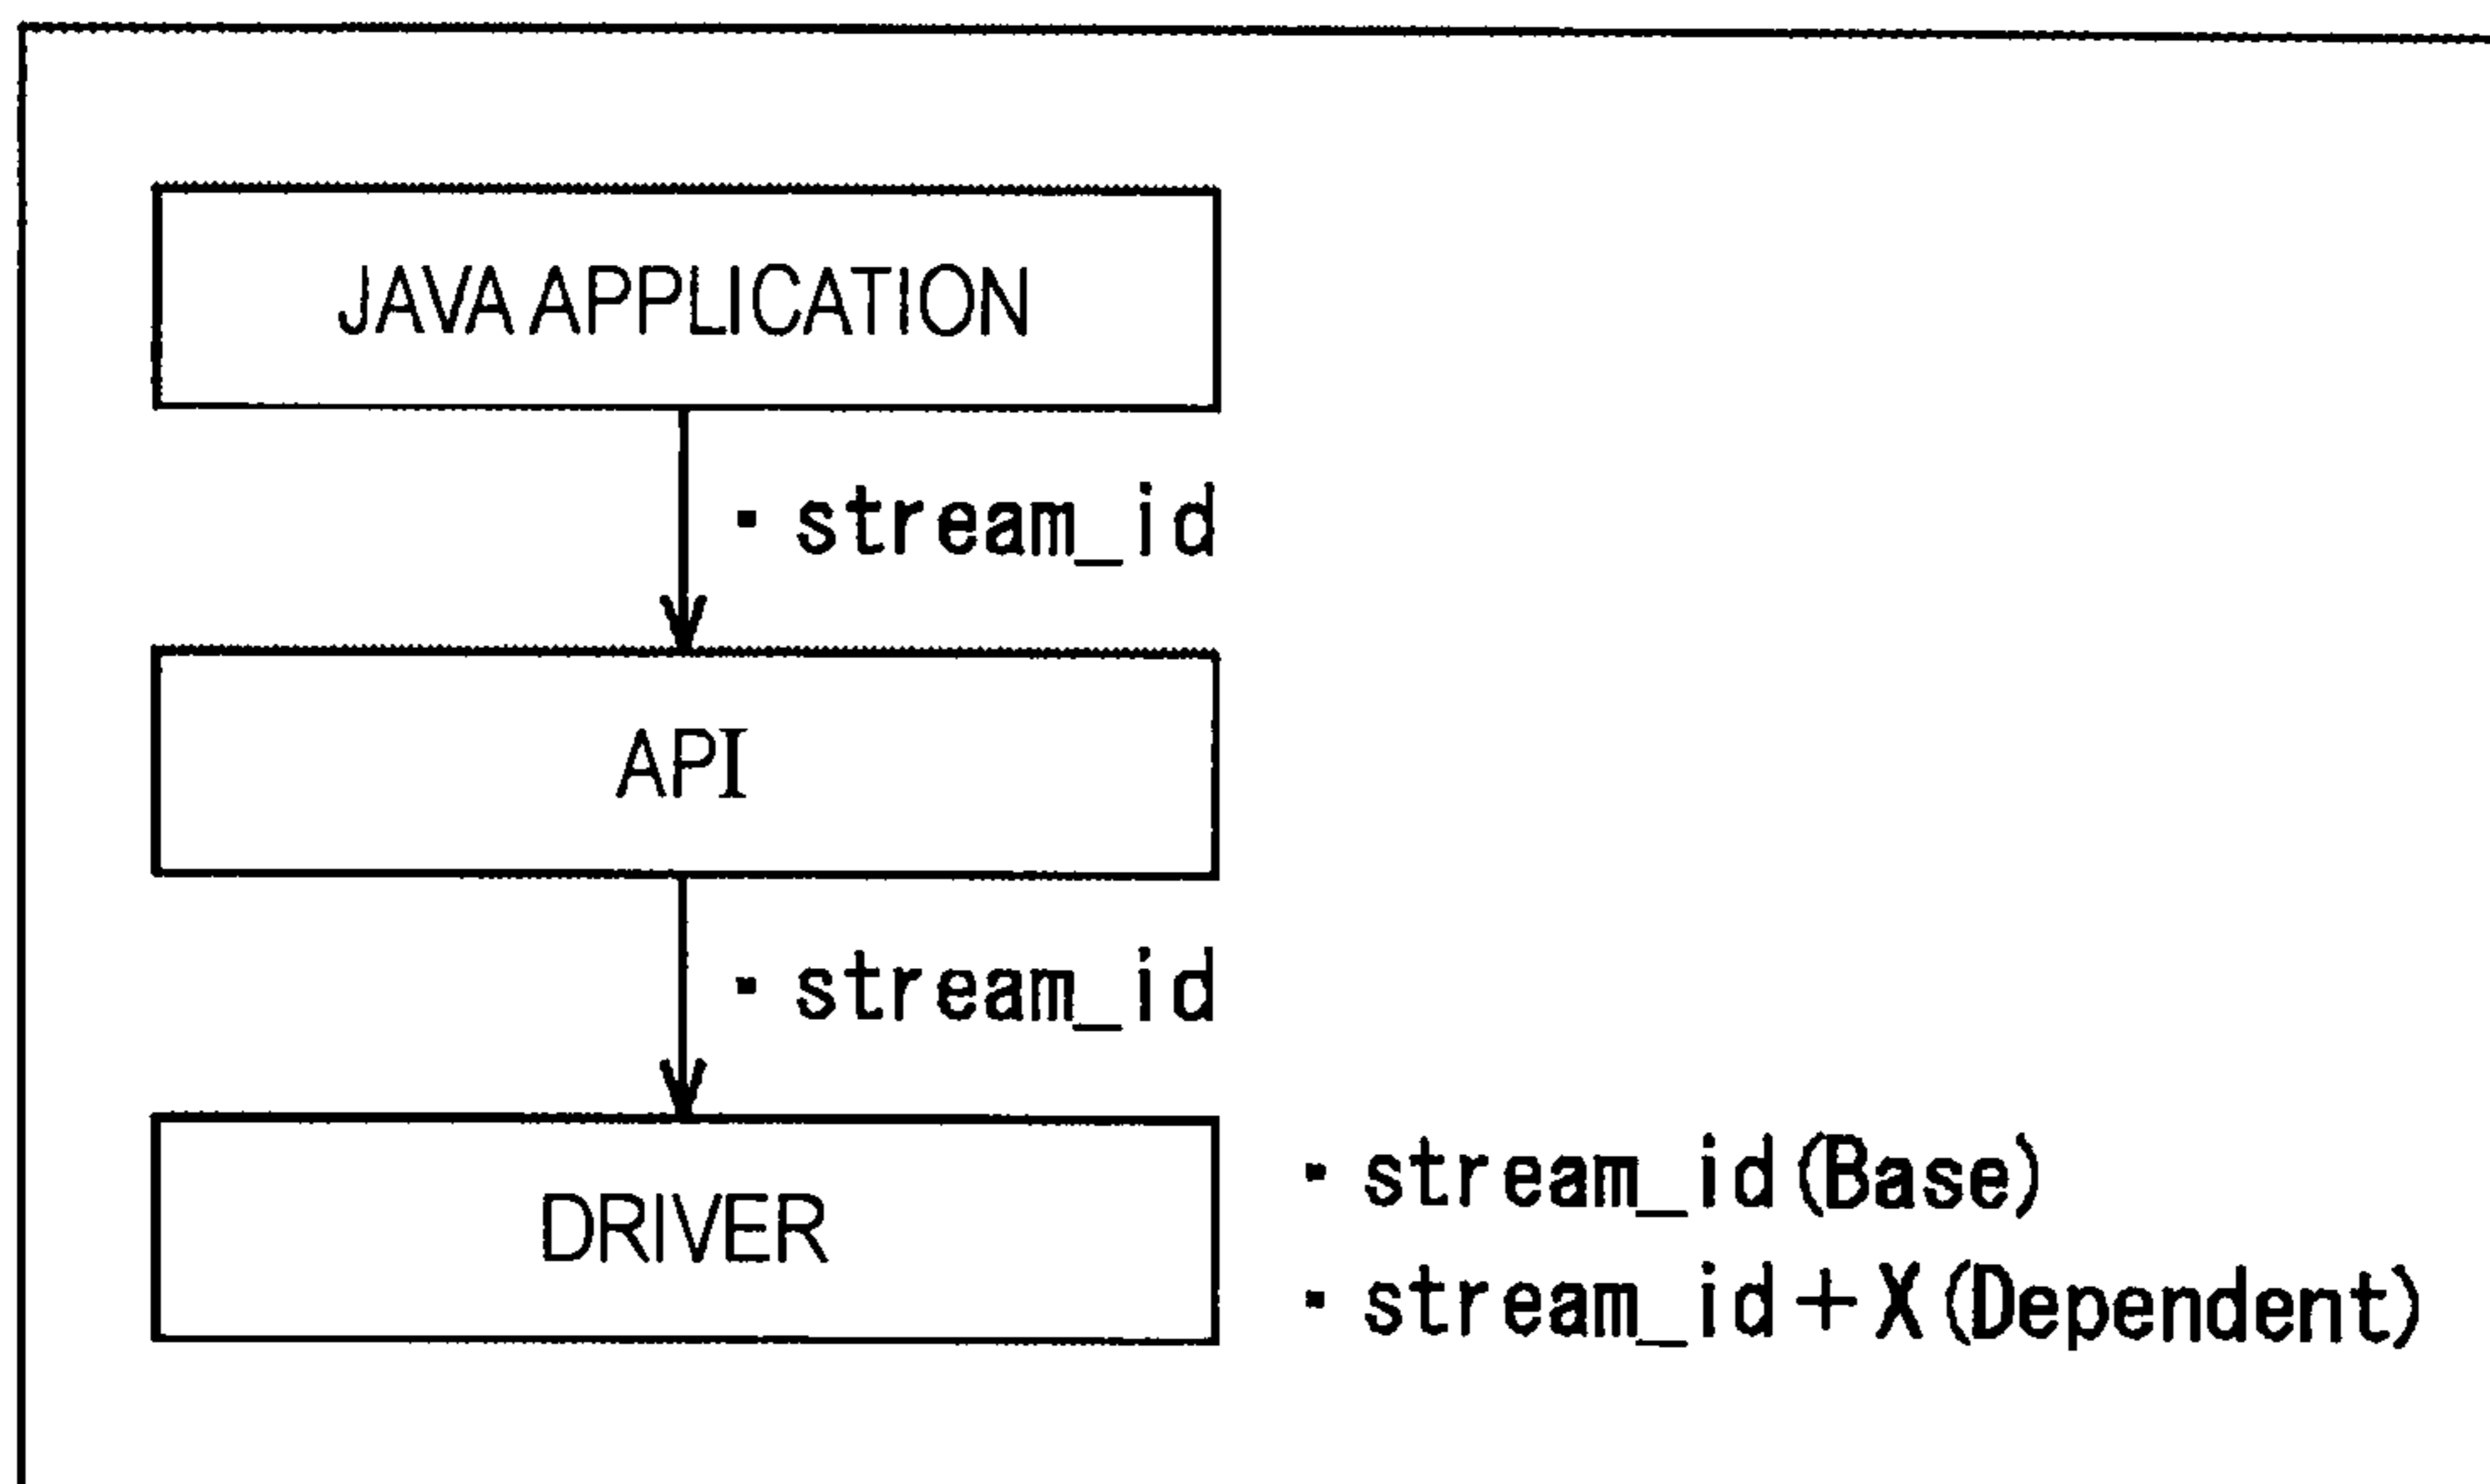 JAVA APPLICATION
▪ stream_id
API
▪ stream_id
DRIVER
▪ stream_id(Base)
▪ stream_id+X(Dependent)